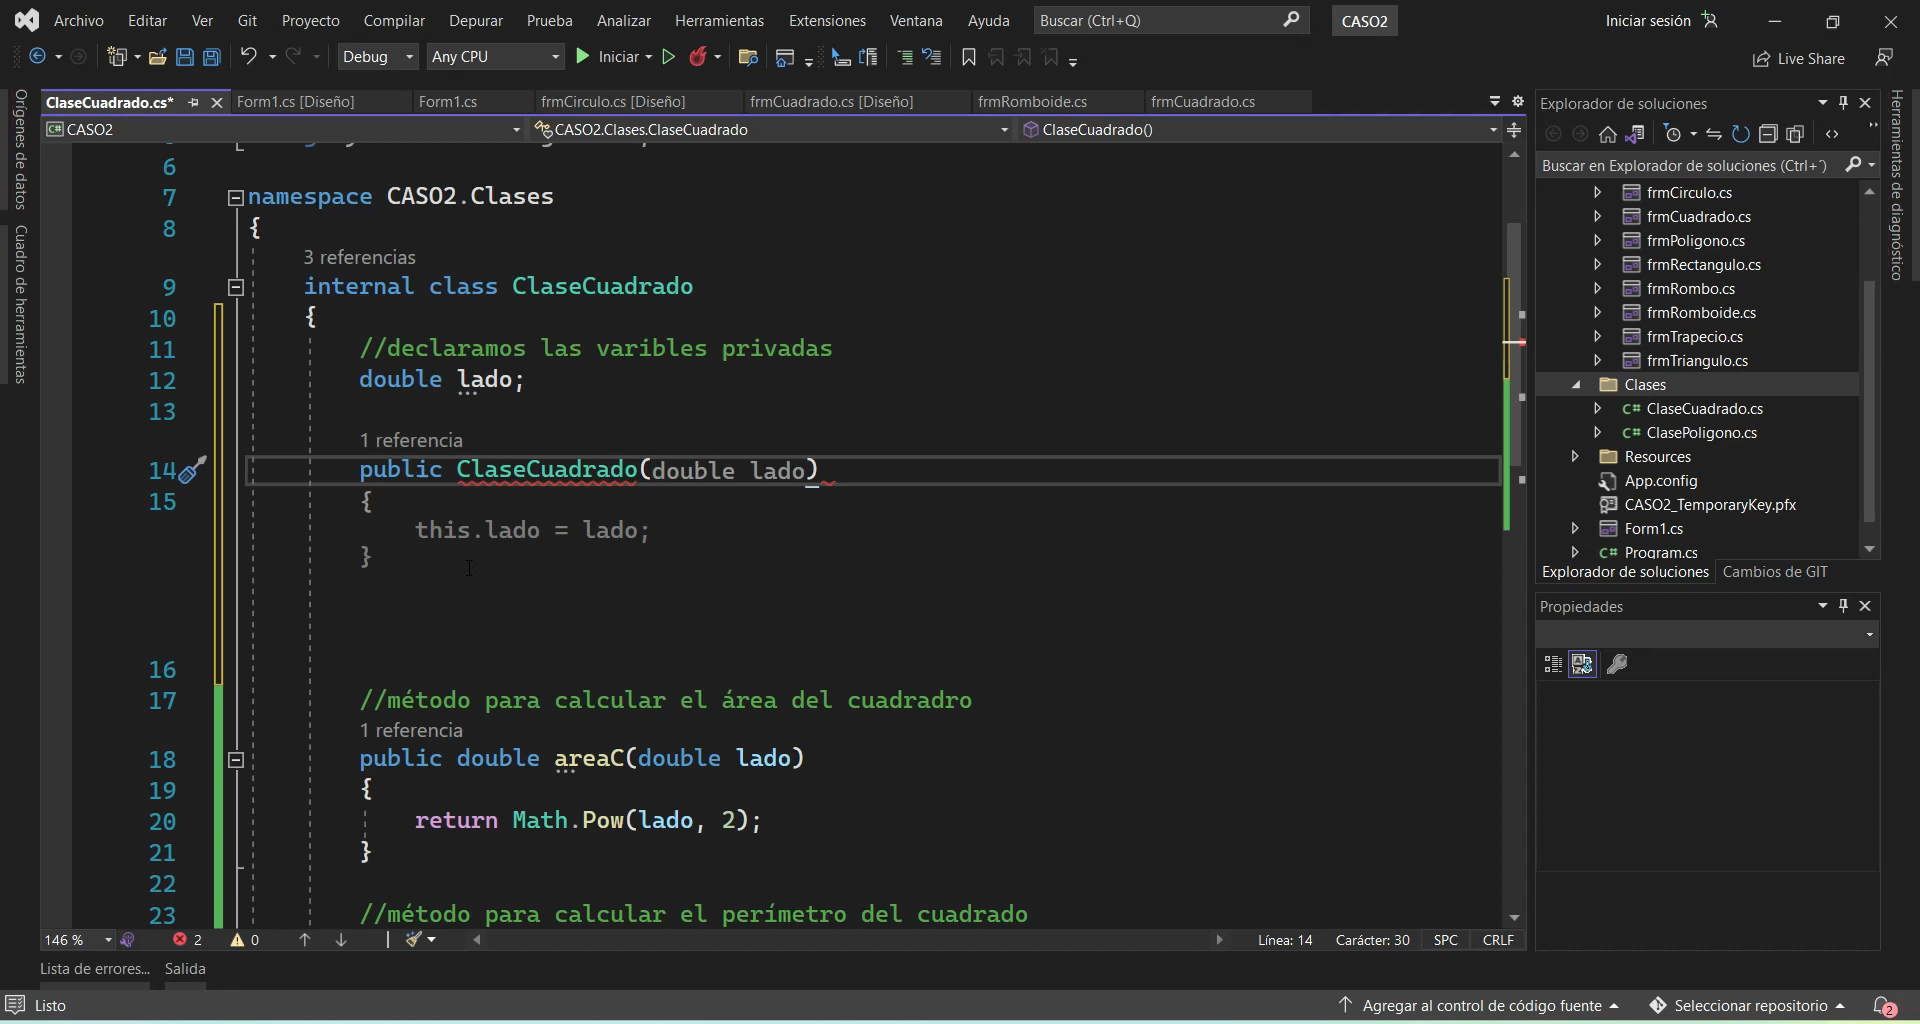 Archivo Editar Ver Git Proyecto Compilar Depurar Prueba Analizar Herramientas Extensiones Ventana Ayuda Buscar (Ctrl+Q) CASO2 Iniciar sesión
Debug Any CPU Iniciar Live Share
Orígenes de datos
Cuadro de herramientas
ClaseCuadrado.cs* Form1.cs [Diseño] Form1.cs frmCirculo.cs [Diseño] frmCuadrado.cs [Diseño] frmRomboide.cs frmCuadrado.cs
C# CASO2 CASO2.Clases.ClaseCuadrado ClaseCuadrado()
6
7 namespace CASO2.Clases
8 {
3 referencias
9 internal class ClaseCuadrado
10 {
11 //declaramos las varibles privadas
12 double lado;
13
1 referencia
14 public ClaseCuadrado(double lado)
15 {
this.lado = lado;
}
16
17 //método para calcular el área del cuadradro
1 referencia
18 public double areaC(double lado)
19 {
20 return Math.Pow(lado, 2);
21 }
22
23 //método para calcular el perímetro del cuadrado
146 % 2 0 Línea: 14 Carácter: 30 SPC CRLF
Lista de errores... Salida
Listo Agregar al control de código fuente Seleccionar repositorio 2
Explorador de soluciones
Buscar en Explorador de soluciones (Ctrl+´)
frmCirculo.cs
frmCuadrado.cs
frmPoligono.cs
frmRectangulo.cs
frmRombo.cs
frmRomboide.cs
frmTrapecio.cs
frmTriangulo.cs
Clases
C# ClaseCuadrado.cs
C# ClasePoligono.cs
Resources
App.config
CASO2_TemporaryKey.pfx
Form1.cs
C# Program.cs
Explorador de soluciones Cambios de GIT
Propiedades
Herramientas de diagnóstico